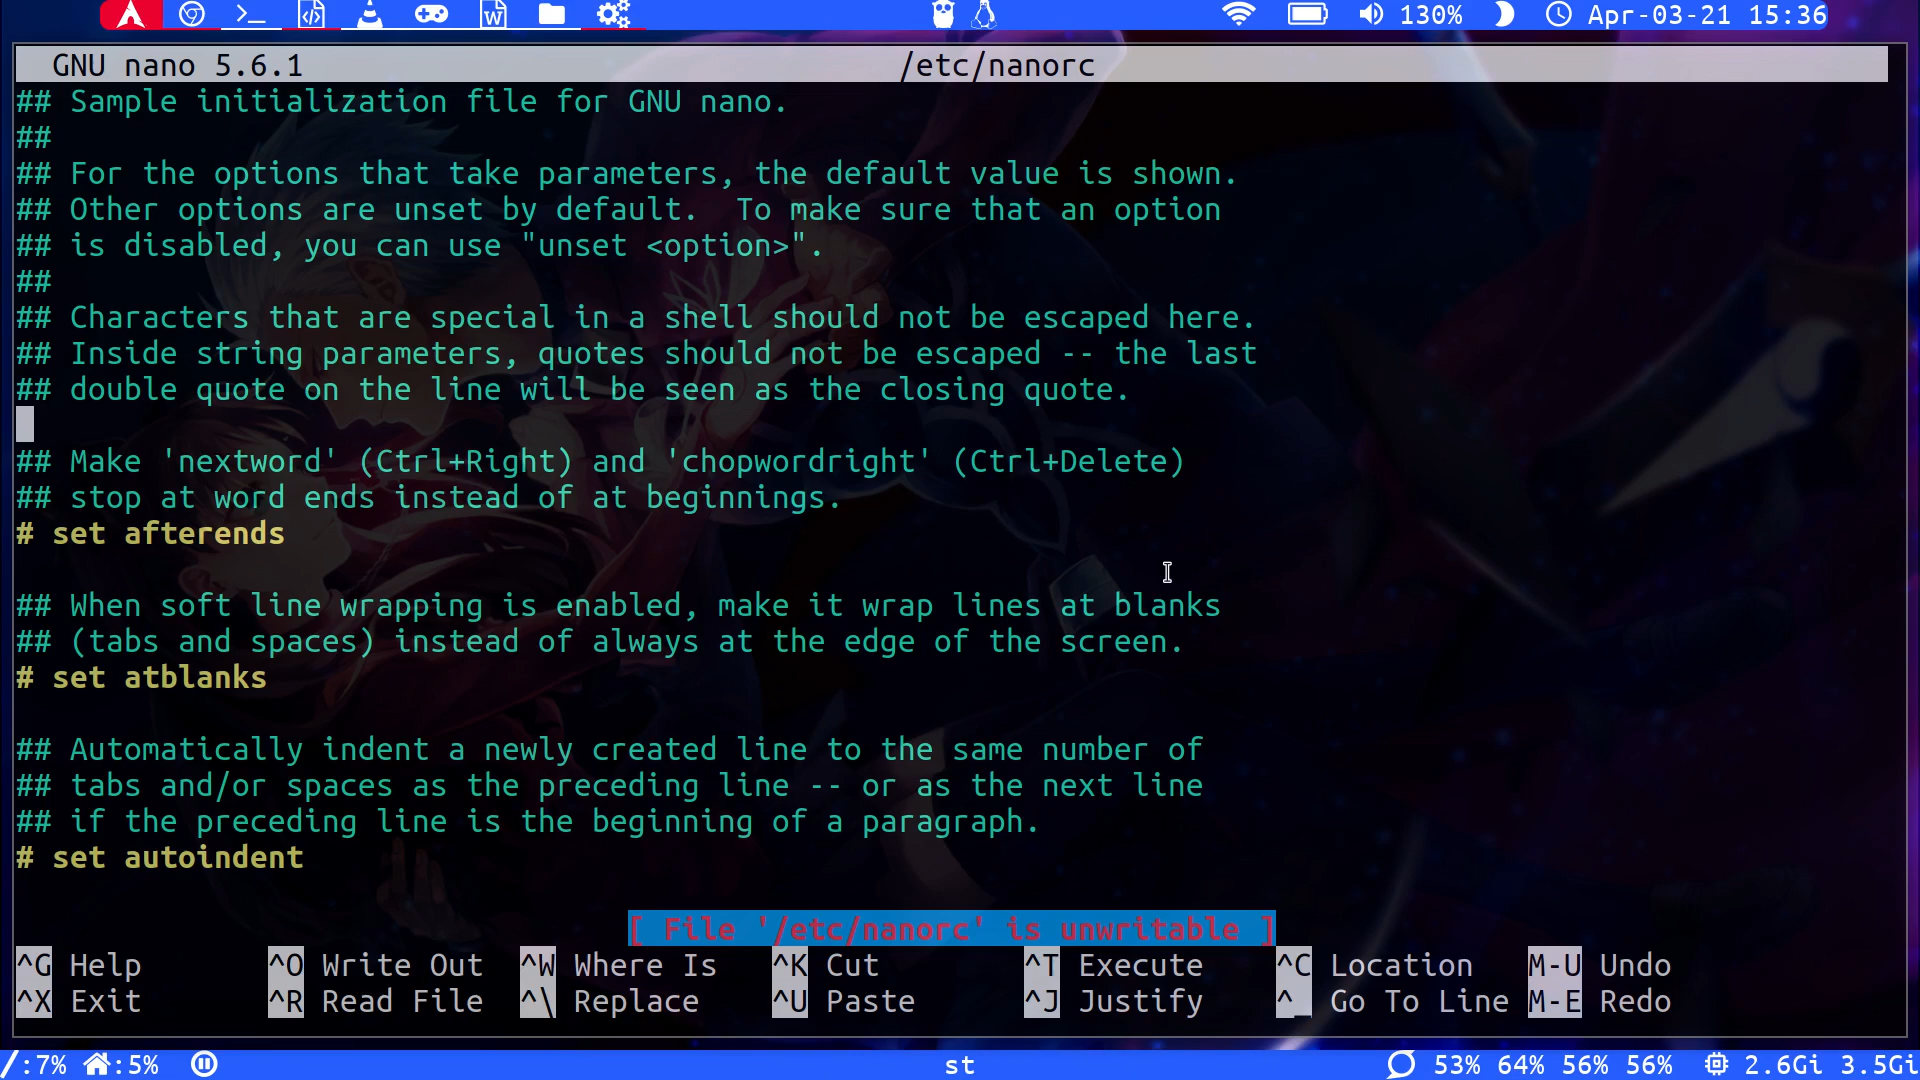 130% Apr-03-21 15:36
GNU nano 5.6.1 /etc/nanorc
## Sample initialization file for GNU nano.
##
## For the options that take parameters, the default value is shown.
## Other options are unset by default.  To make sure that an option
## is disabled, you can use "unset <option>".
##
## Characters that are special in a shell should not be escaped here.
## Inside string parameters, quotes should not be escaped -- the last
## double quote on the line will be seen as the closing quote.
## Make 'nextword' (Ctrl+Right) and 'chopwordright' (Ctrl+Delete)
## stop at word ends instead of at beginnings.
# set afterends
## When soft line wrapping is enabled, make it wrap lines at blanks
## (tabs and spaces) instead of always at the edge of the screen.
# set atblanks
## Automatically indent a newly created line to the same number of
## tabs and/or spaces as the preceding line -- or as the next line
## if the preceding line is the beginning of a paragraph.
# set autoindent
[ File '/etc/nanorc' is unwritable ]
^G Help ^O Write Out ^W Where Is ^K Cut ^T Execute ^C Location M-U Undo
^X Exit ^R Read File ^\ Replace ^U Paste ^J Justify ^_ Go To Line M-E Redo
/:7% :5% st 53% 64% 56% 56% 2.6Gi 3.5Gi